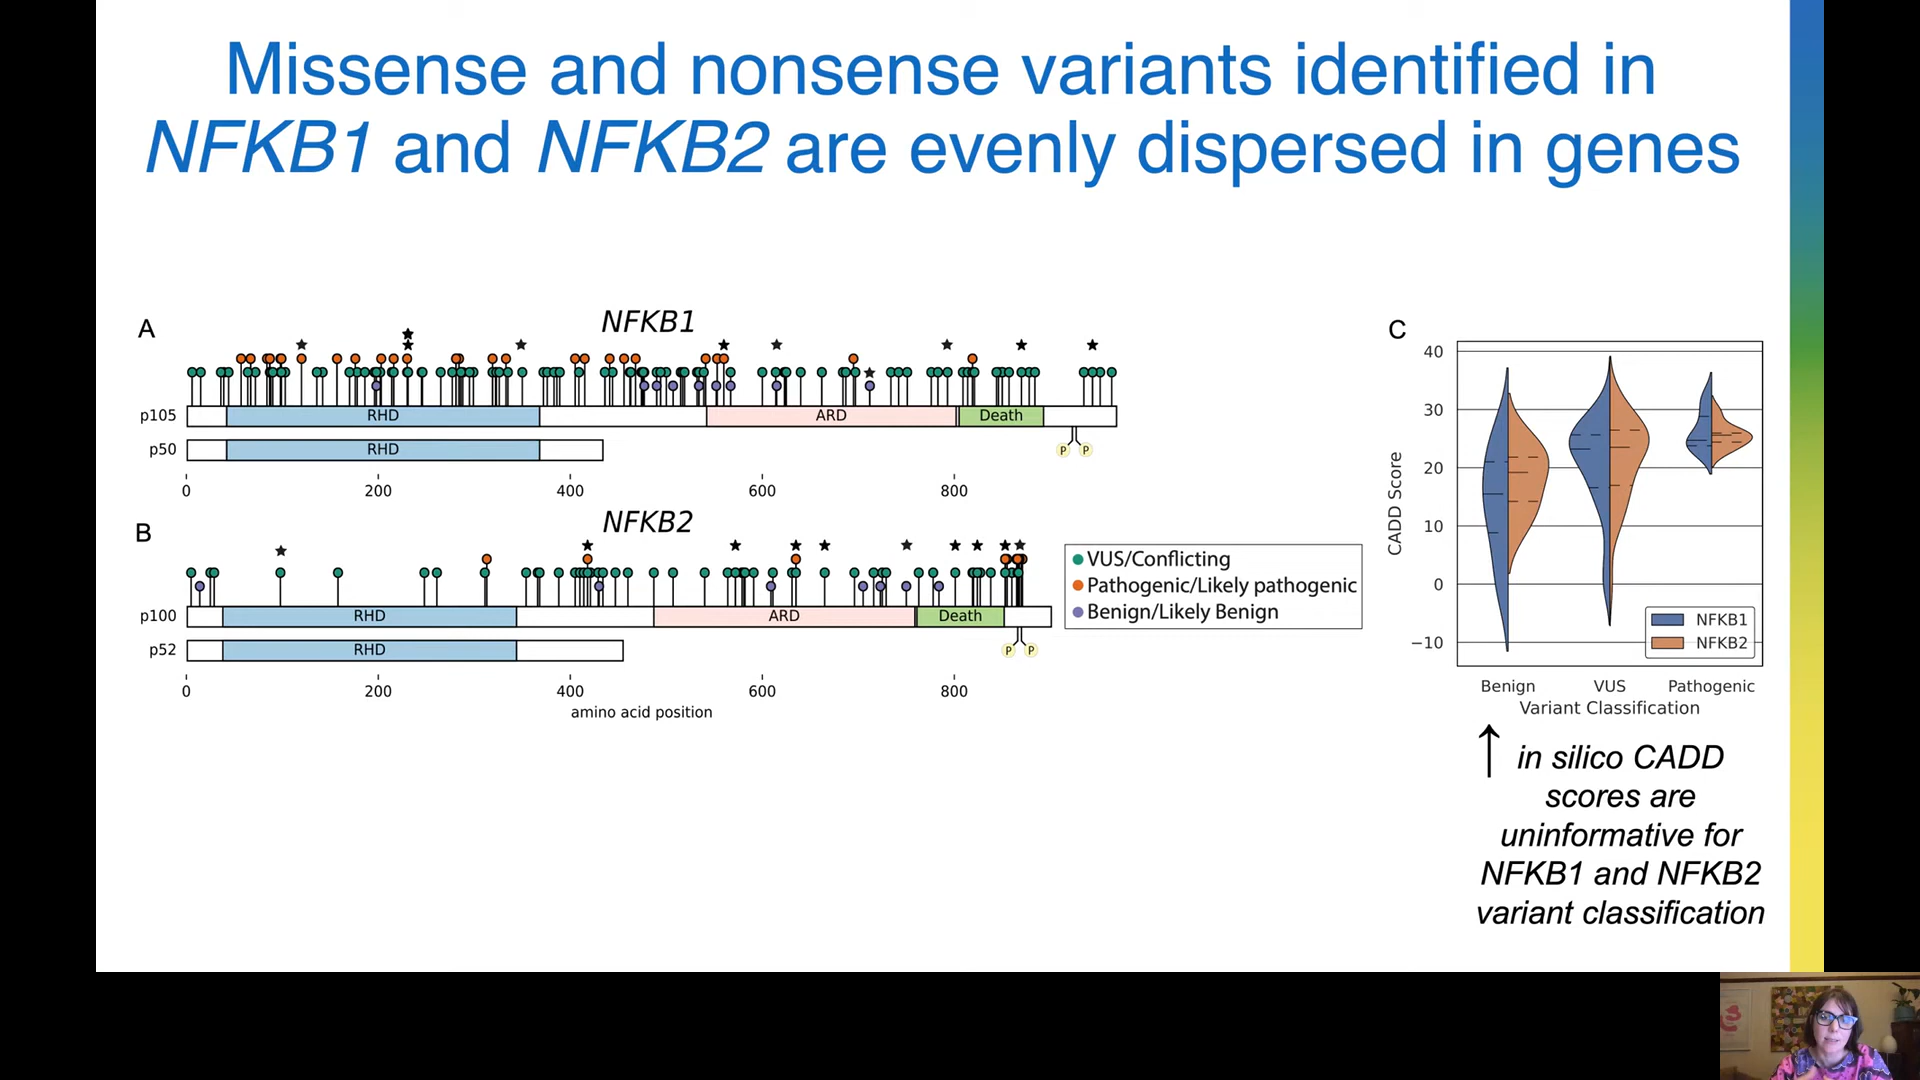 Missense and nonsense variants identified in
NFKB1 and NFKB2 are evenly dispersed in genes
A
NFKB1
p105
RHD
ARD
Death
p50
RHD
P
P
0
200
400
600
800
B
NFKB2
p100
RHD
ARD
Death
p52
RHD
P
P
0
200
400
600
800
amino acid position
VUS/Conflicting
Pathogenic/Likely pathogenic
Benign/Likely Benign
C
40
30
20
10
0
−10
CADD Score
NFKB1
NFKB2
Benign
VUS
Pathogenic
Variant Classification
↑ in silico CADD
scores are
uninformative for
NFKB1 and NFKB2
variant classification